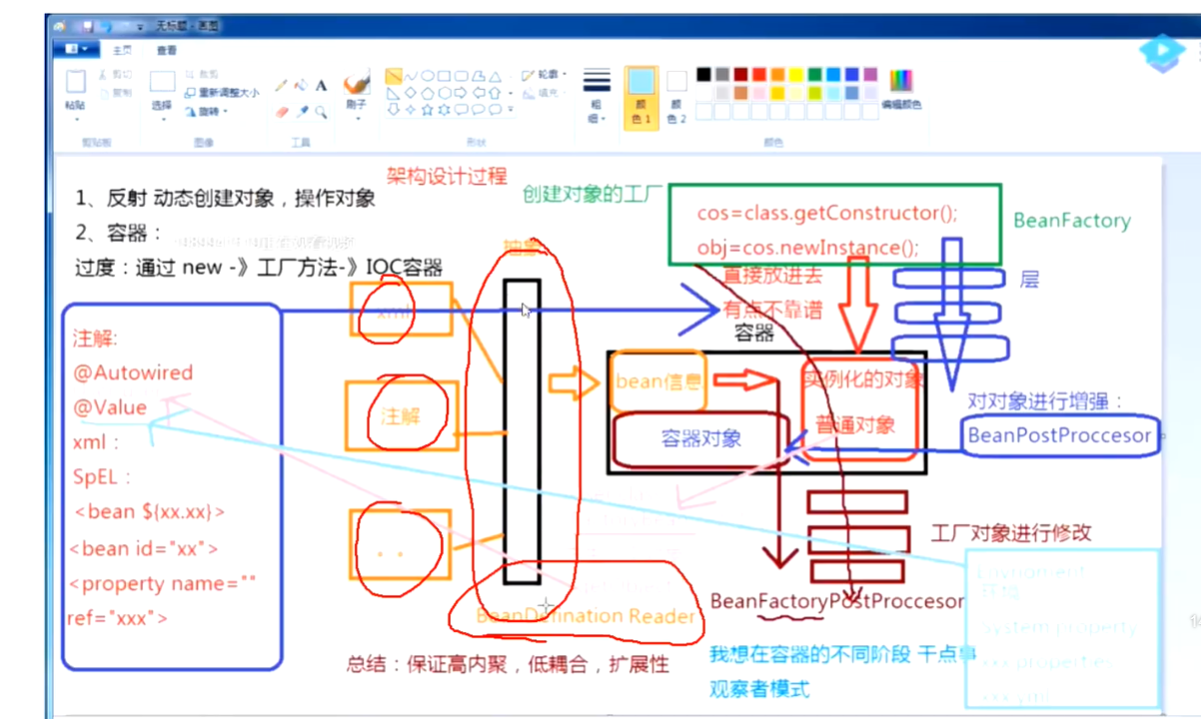 无标题 - 画图
主页 查看
粘贴
剪切
复制
选择
裁剪
重新调整大小
旋转
A
刷子
轮廓
填充
粗
细
颜
色 1
颜
色 2
编辑颜色
剪贴板 图像 工具 形状 颜色
架构设计过程
1、反射 动态创建对象，操作对象
2、容器：
过度：通过 new -》工厂方法-》IOC容器
创建对象的工厂
cos=class.getConstructor();
obj=cos.newInstance();
BeanFactory
抽象
直接放进去
有点不靠谱
容器
层
注解:
@Autowired
@Value
xml：
SpEL：
<bean ${xx.xx}>
<bean id="xx">
<property name=""
ref="xxx">
xml
注解
. .
bean信息
容器对象
实例化的对象
普通对象
对对象进行增强：
BeanPostProccesor
工厂对象进行修改
BeanFactoryPostProccesor
BeanDefination Reader
总结：保证高内聚，低耦合，扩展性
我想在容器的不同阶段 干点事
观察者模式
环境
System property
xxx.properties
xxx.yml